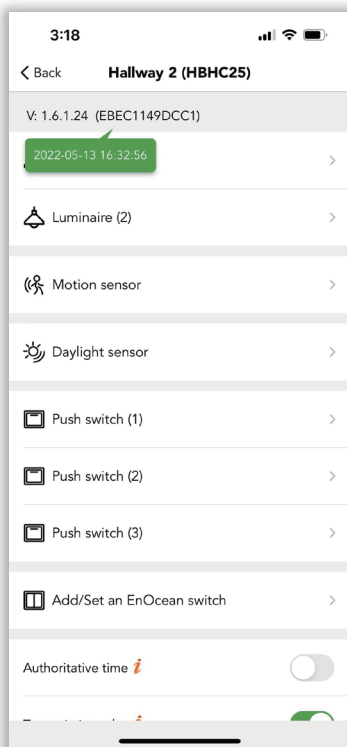 3:18
Back Hallway 2 (HBHC25)
V: 1.6.1.24 (EBEC1149DCC1)
2022-05-13 16:32:56
Luminaire (2)
Motion sensor
Daylight sensor
Push switch (1)
Push switch (2)
Push switch (3)
Add/Set an EnOcean switch
Authoritative time i